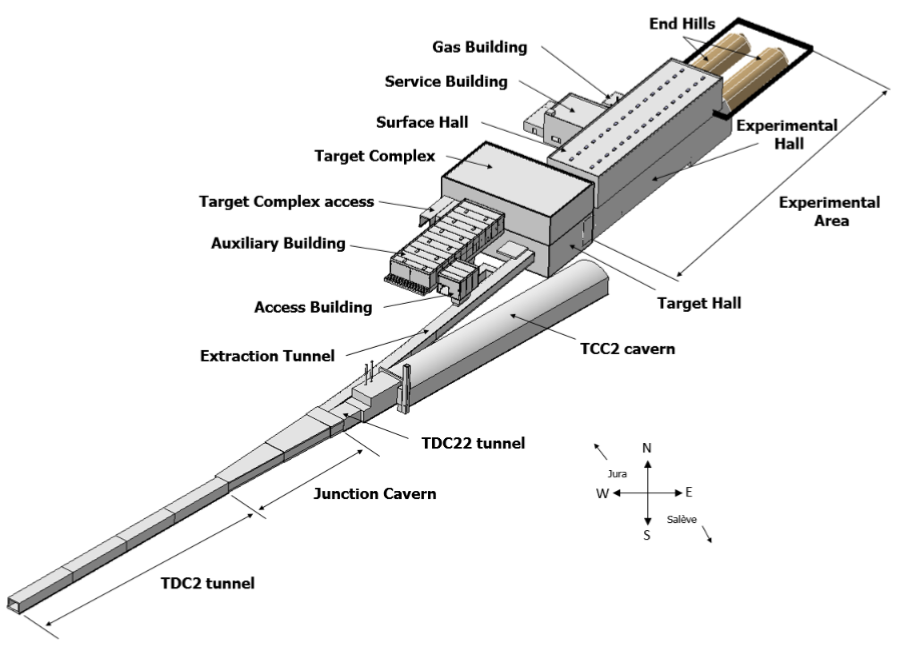 End Hills
Gas Building
Service Building
Surface Hall
Experimental
Hall
Target Complex
Target Complex access
Experimental
Area
Auxiliary Building
Access Building
Target Hall
Extraction Tunnel
TCC2 cavern
TDC22 tunnel
N
Jura
Junction Cavern
W
E
Salève
S
TDC2 tunnel